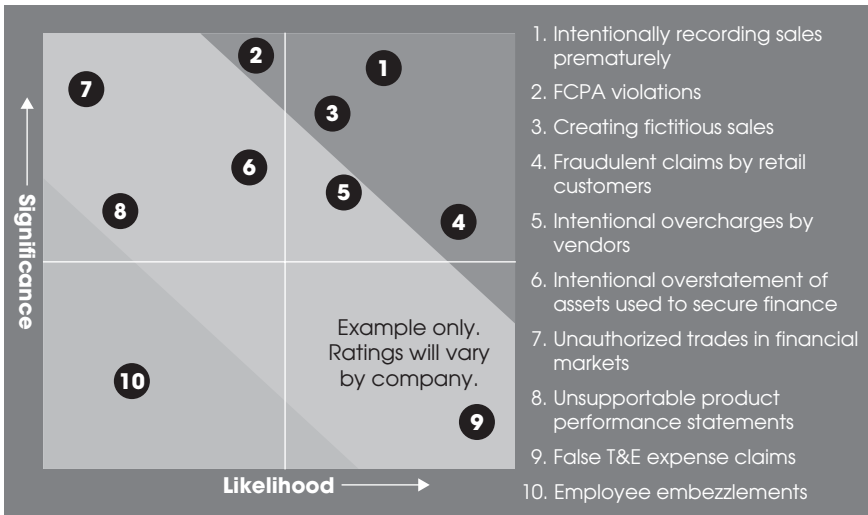 2
1
7
3
6
5
8
4
10
9
Significance
Likelihood
Example only.
Ratings will vary
by company.
1. Intentionally recording sales
prematurely
2. FCPA violations
3. Creating fictitious sales
4. Fraudulent claims by retail
customers
5. Intentional overcharges by
vendors
6. Intentional overstatement of
assets used to secure finance
7. Unauthorized trades in financial
markets
8. Unsupportable product
performance statements
9. False T&E expense claims
10. Employee embezzlements